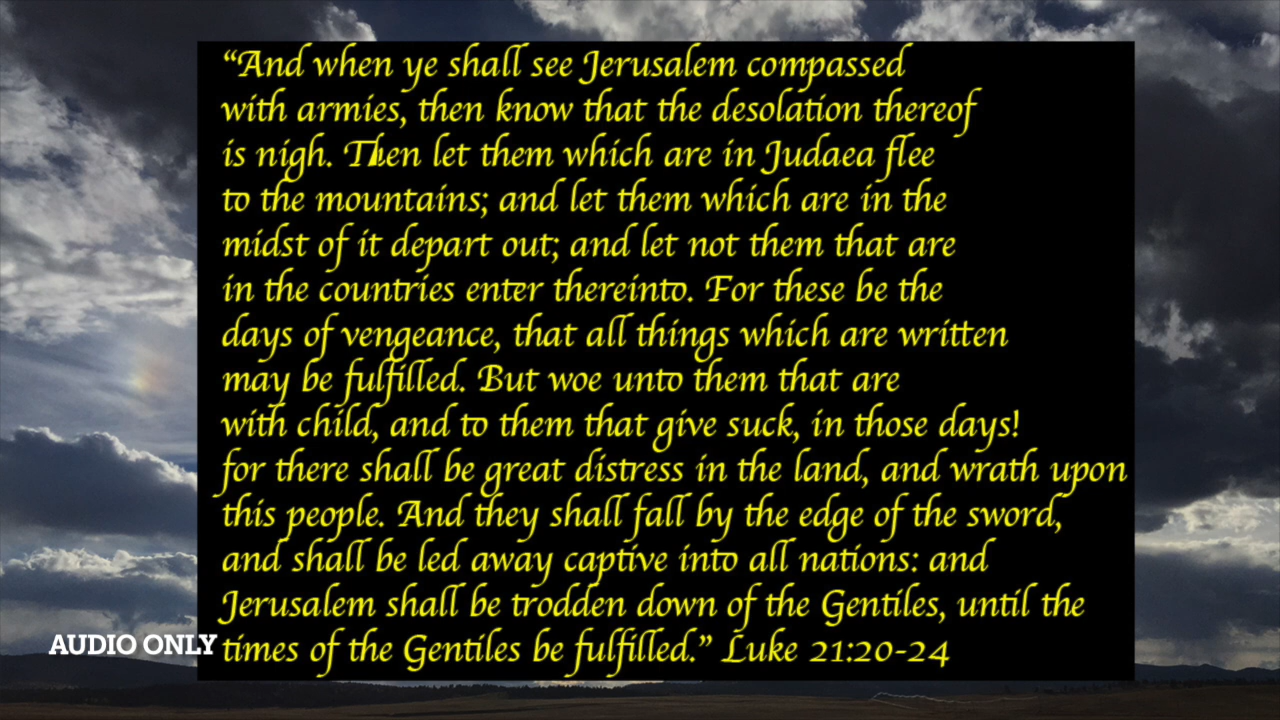 “And when ye shall see Jerusalem compassed
with armies, then know that the desolation thereof
is nigh. Then let them which are in Judaea flee
to the mountains; and let them which are in the
midst of it depart out; and let not them that are
in the countries enter thereinto. For these be the
days of vengeance, that all things which are written
may be fulfilled. But woe unto them that are
with child, and to them that give suck, in those days!
for there shall be great distress in the land, and wrath upon
this people. And they shall fall by the edge of the sword,
and shall be led away captive into all nations: and
Jerusalem shall be trodden down of the Gentiles, until the
times of the Gentiles be fulfilled.” Luke 21:20-24
AUDIO ONLY